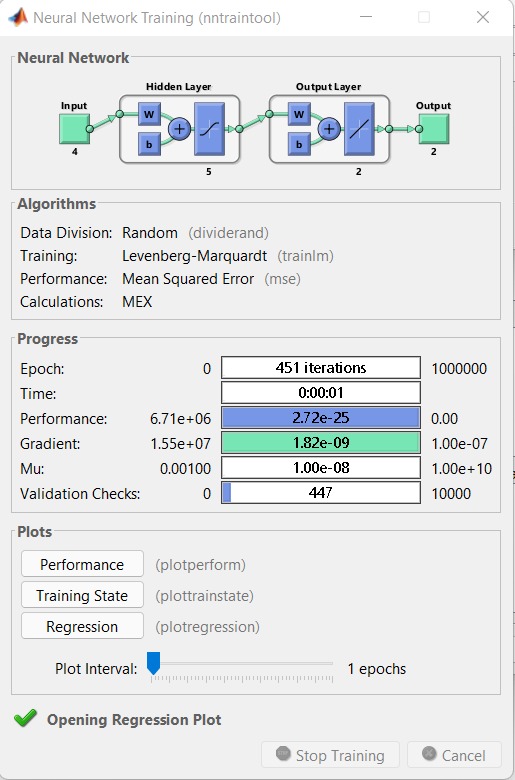 Neural Network Training (nntraintool)
Neural Network
Hidden Layer Output Layer
Input Output
W W
b b
4 5 2 2
Algorithms
Data Division: Random (dividerand)
Training: Levenberg-Marquardt (trainlm)
Performance: Mean Squared Error (mse)
Calculations: MEX
Progress
Epoch: 0 451 iterations 1000000
Time: 0:00:01
Performance: 6.71e+06 2.72e-25 0.00
Gradient: 1.55e+07 1.82e-09 1.00e-07
Mu: 0.00100 1.00e-08 1.00e+10
Validation Checks: 0 447 10000
Plots
Performance (plotperform)
Training State (plottrainstate)
Regression (plotregression)
Plot Interval: 1 epochs
Opening Regression Plot
Stop Training Cancel